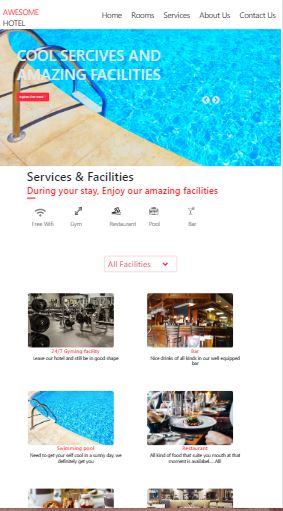 AWESOME
HOTEL
Home Rooms Services About Us Contact Us
COOL SERCIVES AND
AMAZING FACILITIES
Services & Facilities
During your stay, Enjoy our amazing facilities
Free Wifi Gym Restaurand Pool Bar
All Facilities
24/7 Gyming facility
Leave our hotel and still be in good shape
Bar
Nice drinks of all kinds in our well equipped
bar
Swimming pool
Need to get your self cool in a sunny day, we
definitely get you
Restaurant
All kind of food that suite you mouth at that
moment is availabel.... All!